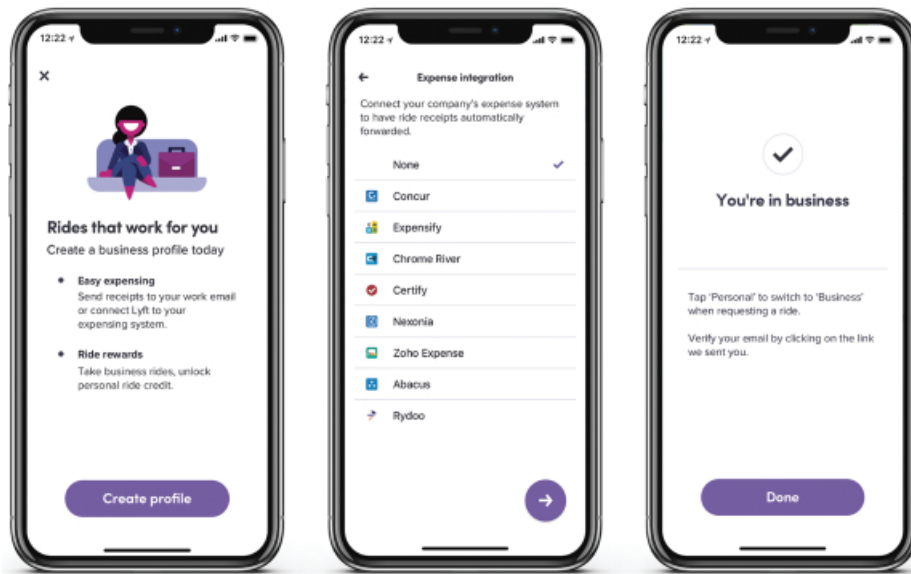 12:22
Rides that work for you
Create a business profile today
Easy expensing
Send receipts to your work email
or connect Lyft to your
expensing system.
Ride rewards
Take business rides, unlock
personal ride credit.
Create profile
12:22
Expense integration
Connect your company's expense system
to have ride receipts automatically
forwarded.
None
Concur
Expensify
Chrome River
Certify
Nexonia
Zoho Expense
Abacus
Rydoo
12:22
You're in business
Tap 'Personal' to switch to 'Business'
when requesting a ride.
Verify your email by clicking on the link
we sent you.
Done